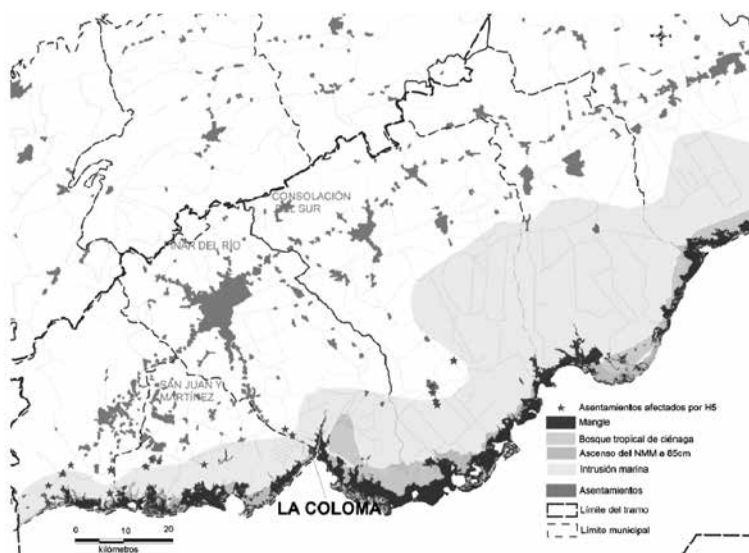 CONSOLACIÓN
DEL SUR
PINAR DEL RÍO
SAN JUAN Y
MARTÍNEZ
LA COLOMA
0 10 20
kilómetros
Asentamientos afectados por H5
Mangle
Bosque tropical de ciénaga
Ascenso del NMM a 85cm
Intrusión marina
Asentamientos
Límite del tramo
Límite municipal